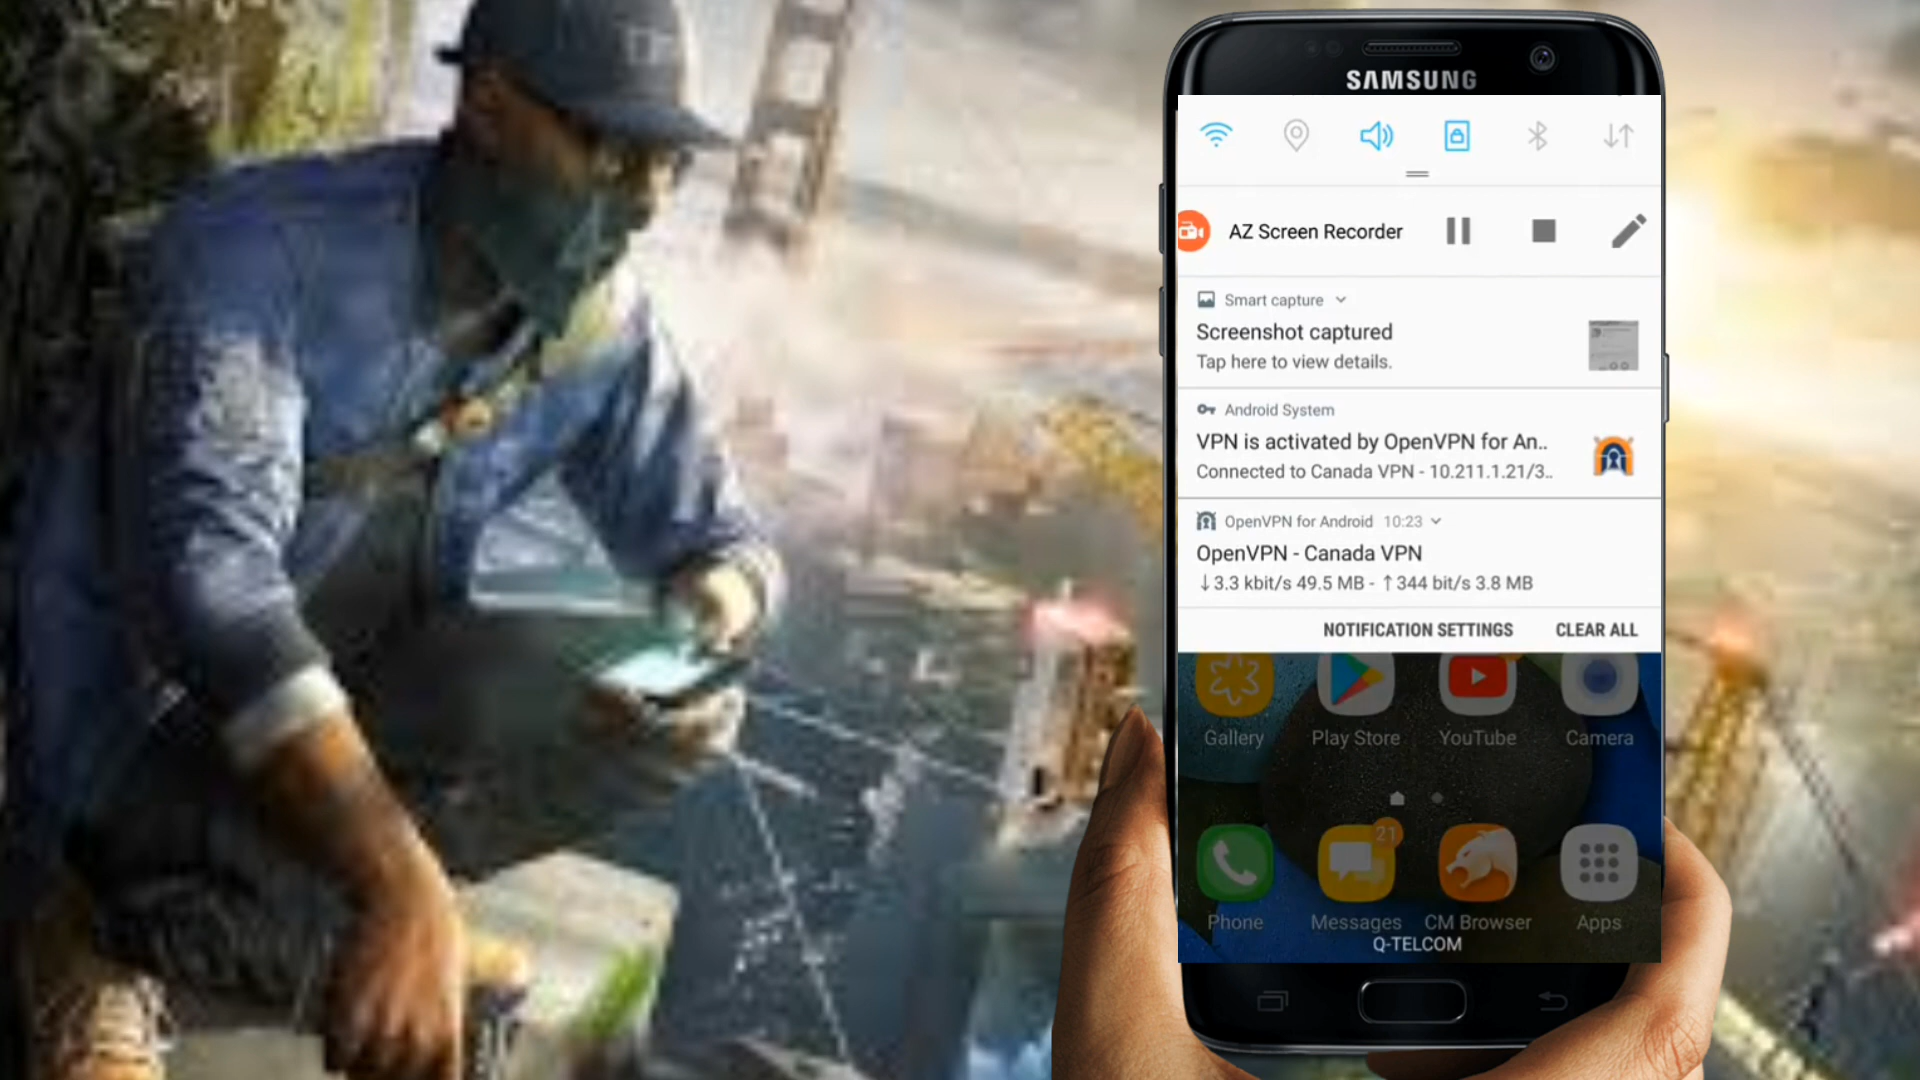 SAMSUNG
AZ Screen Recorder
Smart capture
Screenshot captured
Tap here to view details.
Android System
VPN is activated by OpenVPN for An..
Connected to Canada VPN - 10.211.1.21/3..
OpenVPN for Android 10:23
OpenVPN - Canada VPN
↓3.3 kbit/s 49.5 MB - ↑344 bit/s 3.8 MB
NOTIFICATION SETTINGS CLEAR ALL
Gallery Play Store YouTube Camera
21
Phone Messages CM Browser Apps
Q-TELCOM